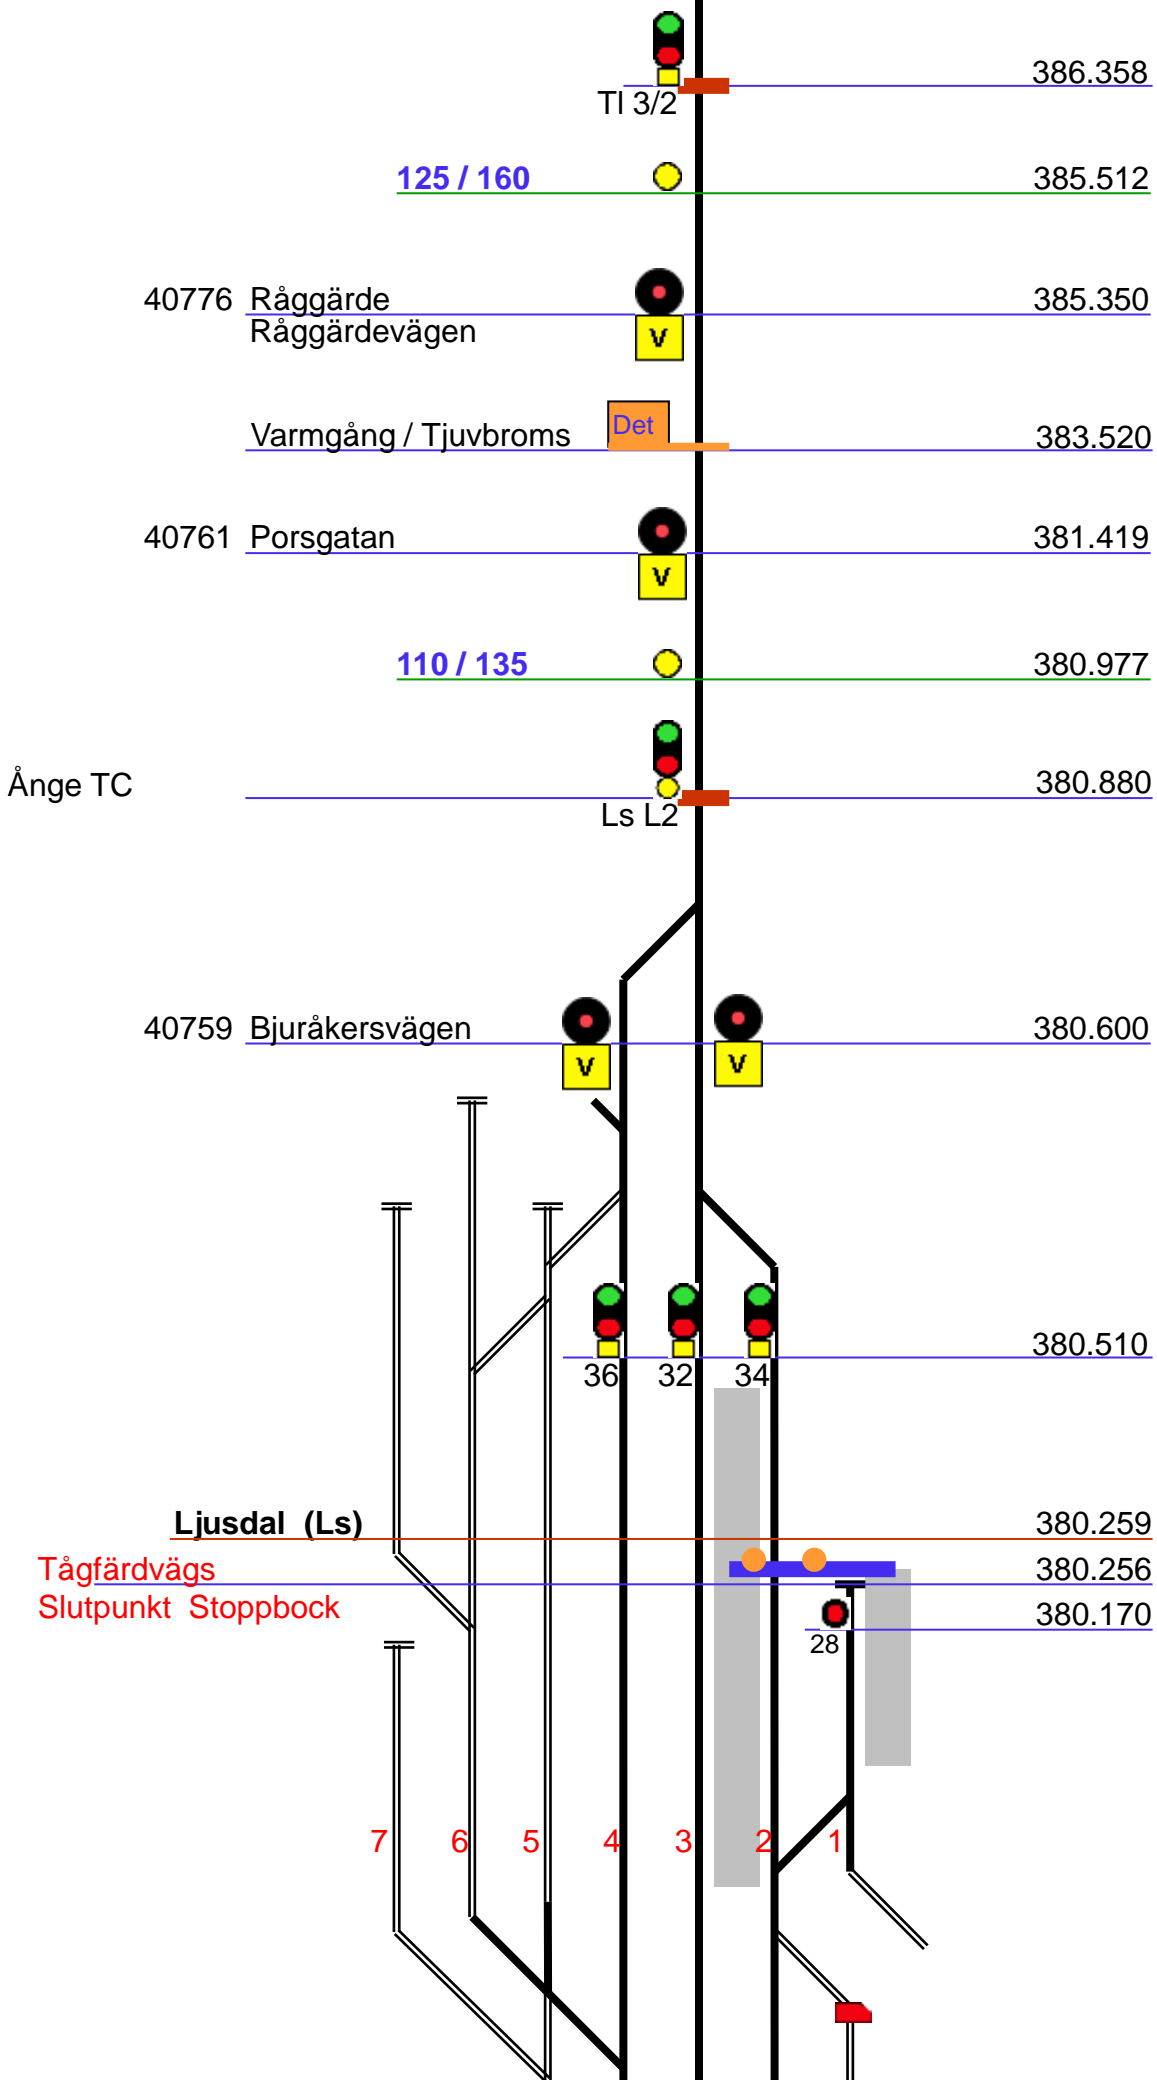 386.358
Tl 3/2
125 / 160
385.512
40776 Råggärde
385.350
Råggärdevägen
V
Varmgång / Tjuvbroms
Det
383.520
40761 Porsgatan
381.419
V
110 / 135
380.977
Ånge TC
380.880
Ls L2
40759 Bjuråkersvägen
380.600
V V
380.510
36 32 34
Ljusdal (Ls)
380.259
Tågfärdvägs
380.256
Slutpunkt Stoppbock
380.170
28
7 6 5 4 3 2 1